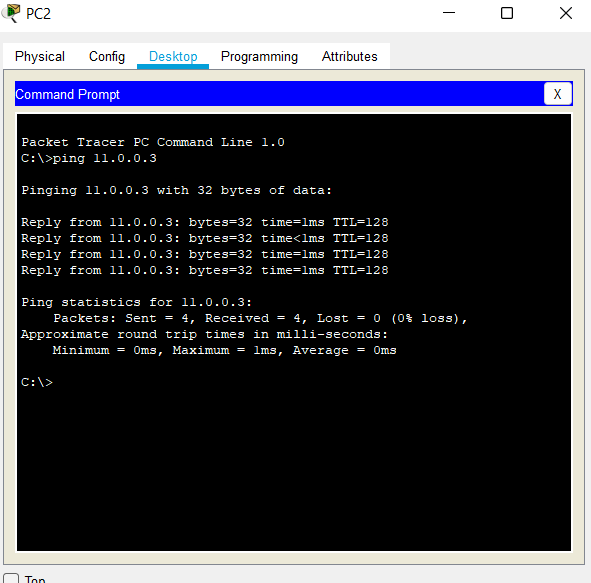 PC2
Physical Config Desktop Programming Attributes
Command Prompt
X
Packet Tracer PC Command Line 1.0
C:\>ping 11.0.0.3
Pinging 11.0.0.3 with 32 bytes of data:
Reply from 11.0.0.3: bytes=32 time=1ms TTL=128
Reply from 11.0.0.3: bytes=32 time<1ms TTL=128
Reply from 11.0.0.3: bytes=32 time=1ms TTL=128
Reply from 11.0.0.3: bytes=32 time=1ms TTL=128
Ping statistics for 11.0.0.3:
    Packets: Sent = 4, Received = 4, Lost = 0 (0% loss),
Approximate round trip times in milli-seconds:
    Minimum = 0ms, Maximum = 1ms, Average = 0ms
C:\>
Top